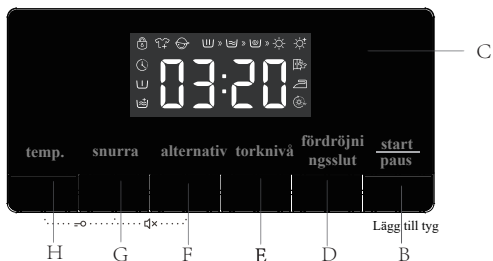 03:20
C
temp. snurra alternativ torknivå fördröjni start
ngsslut paus
Lägg till tyg
H G F E D B